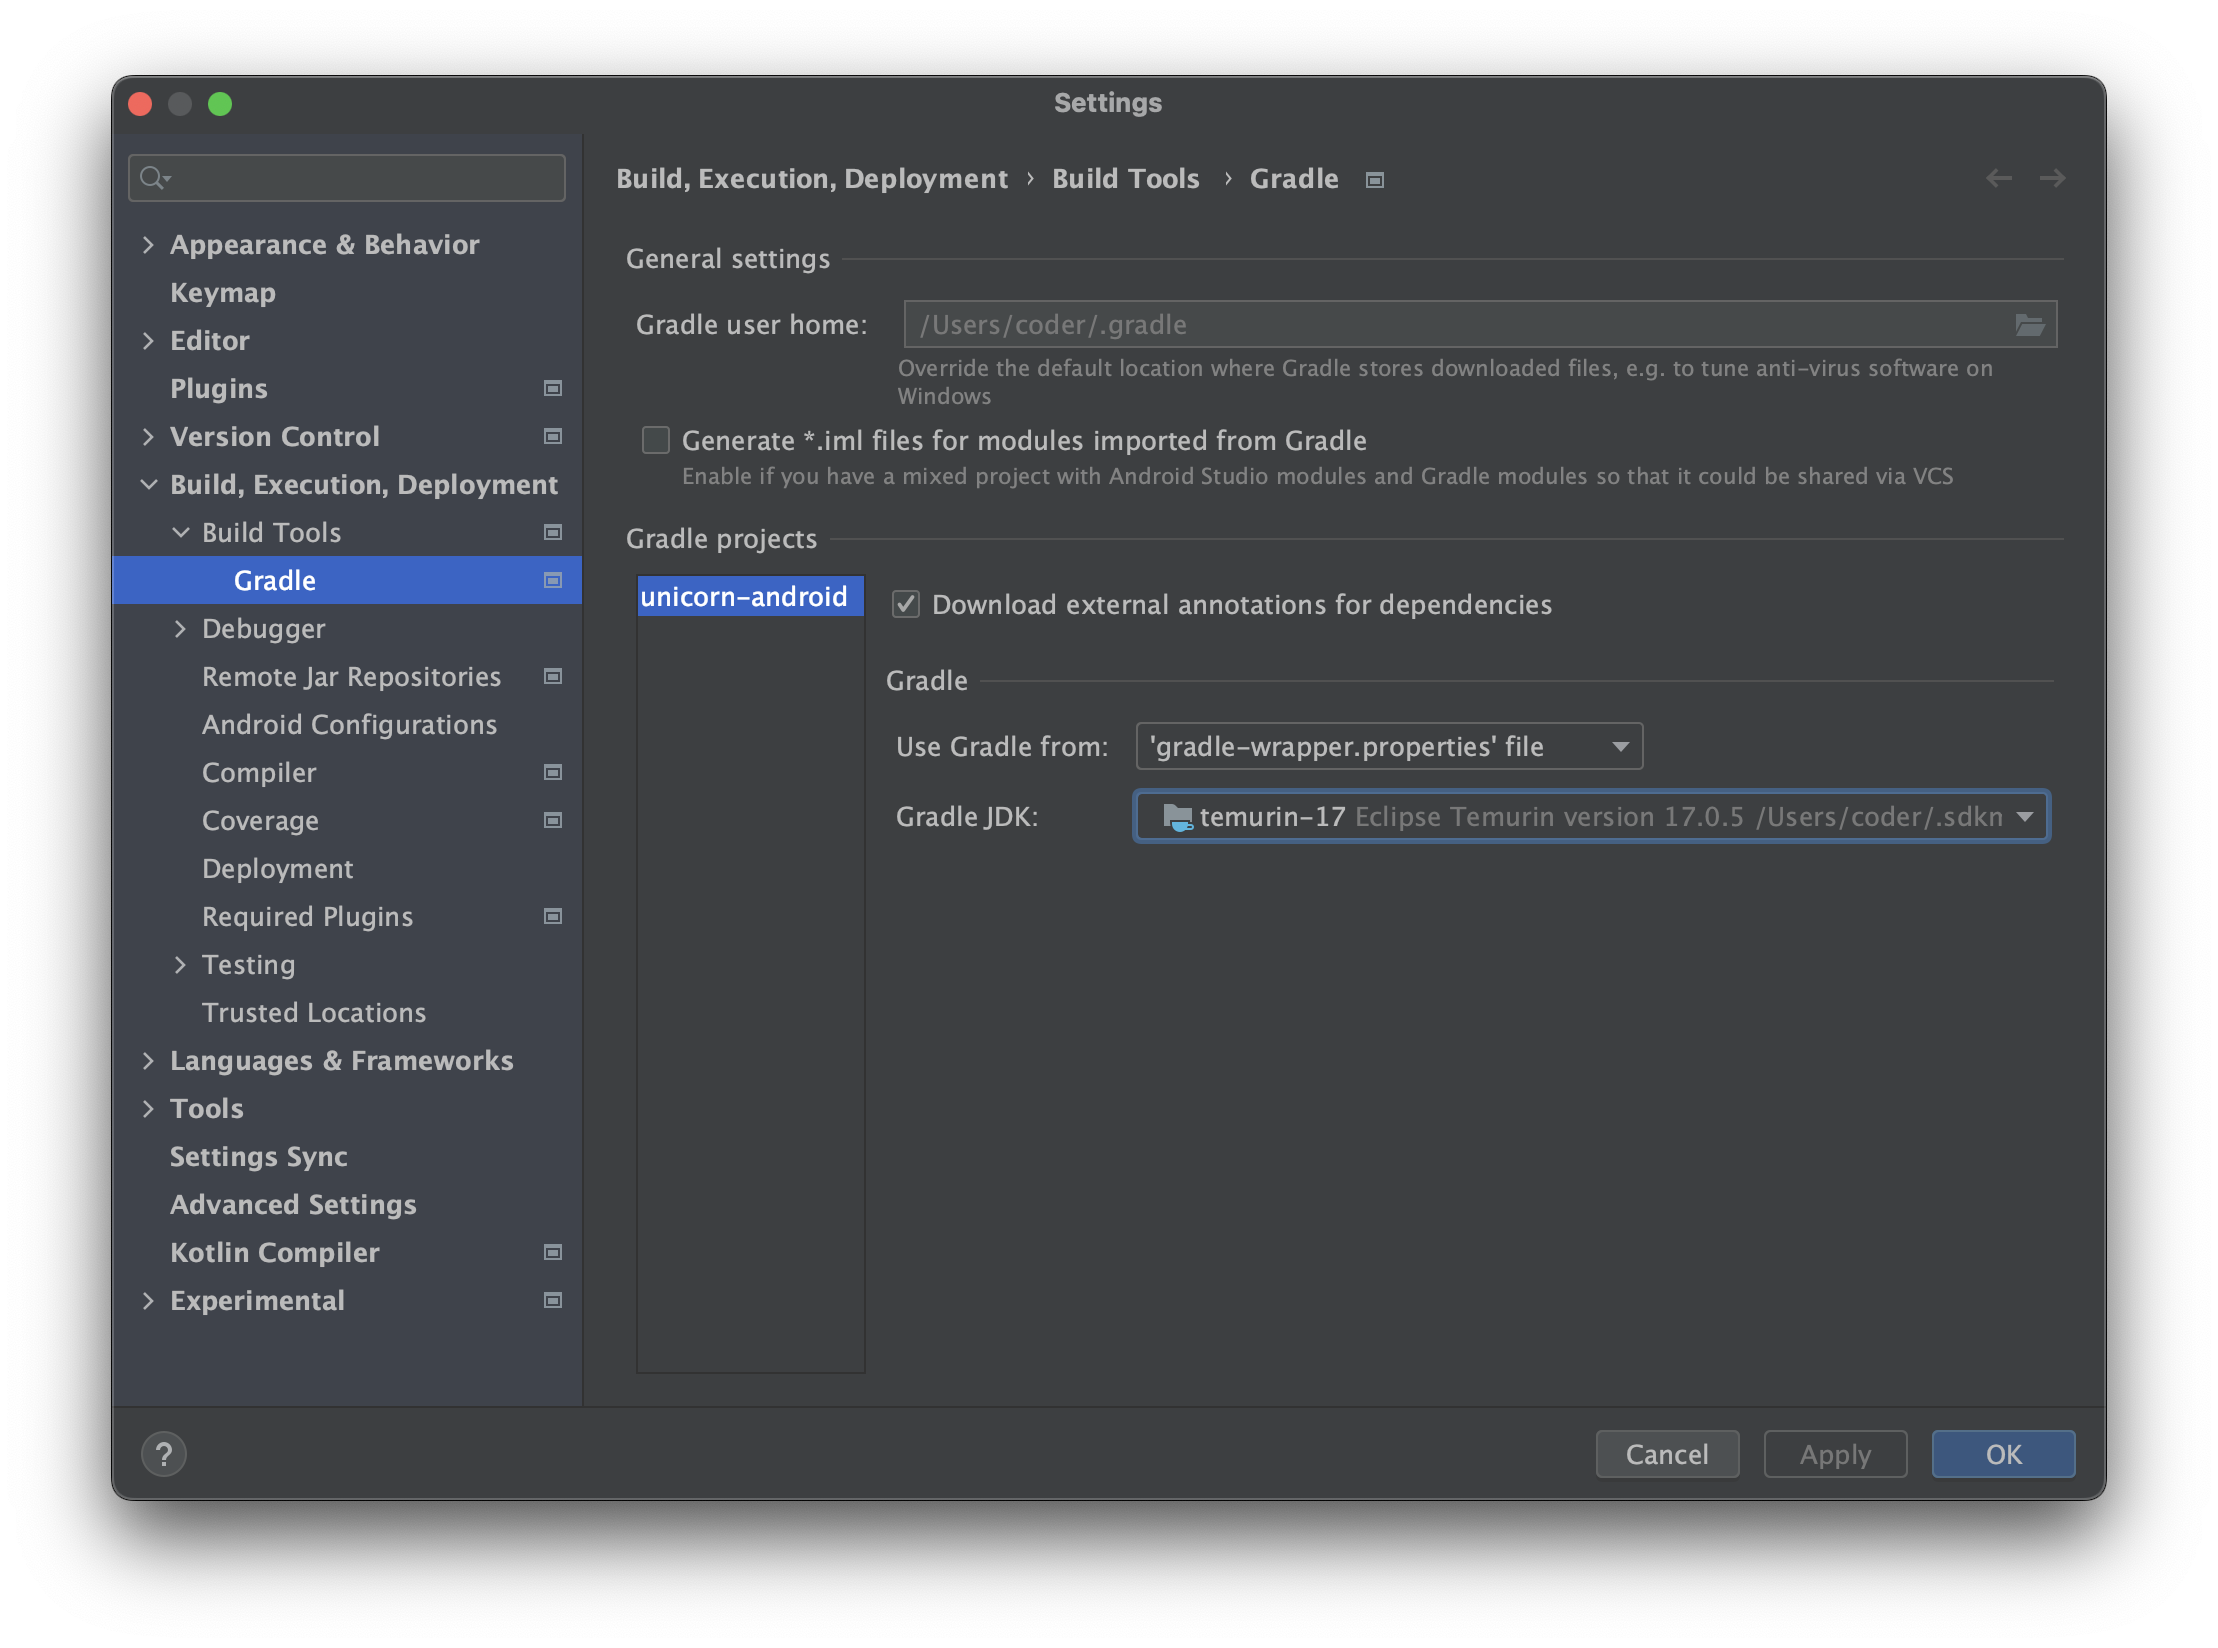 Settings
Appearance & Behavior
Keymap
Editor
Plugins
Version Control
Build, Execution, Deployment
Build Tools
Gradle
Debugger
Remote Jar Repositories
Android Configurations
Compiler
Coverage
Deployment
Required Plugins
Testing
Trusted Locations
Languages & Frameworks
Tools
Settings Sync
Advanced Settings
Kotlin Compiler
Experimental
Build, Execution, Deployment › Build Tools › Gradle
General settings
Gradle user home: /Users/coder/.gradle
Override the default location where Gradle stores downloaded files, e.g. to tune anti-virus software on
Windows
Generate *.iml files for modules imported from Gradle
Enable if you have a mixed project with Android Studio modules and Gradle modules so that it could be shared via VCS
Gradle projects
unicorn-android
Download external annotations for dependencies
Gradle
Use Gradle from: 'gradle-wrapper.properties' file
Gradle JDK: temurin-17 Eclipse Temurin version 17.0.5 /Users/coder/.sdkn
?
Cancel
Apply
OK